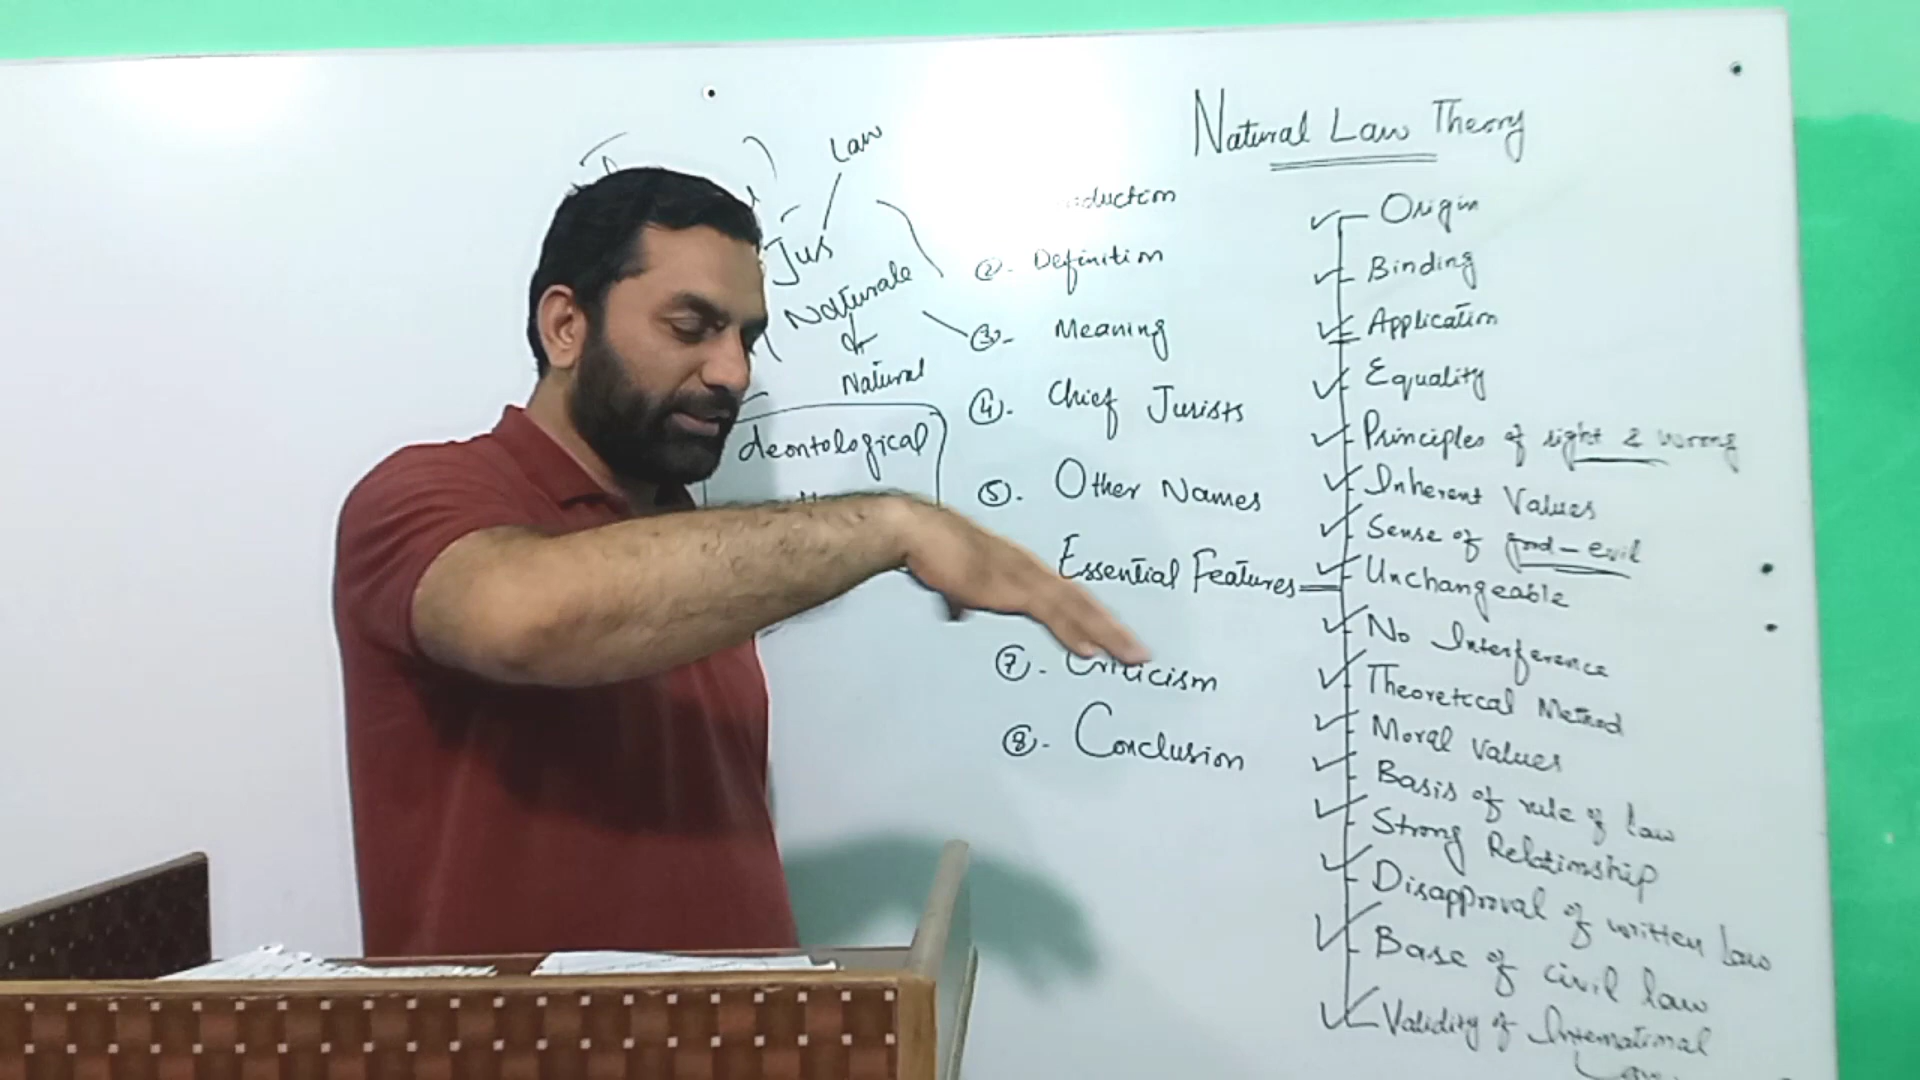 Natural Law Theory
Law
Jus
Naturale
Natural
deontological
duction
②. Definition
③- Meaning
④. Chief Jurists
⑤. Other Names
Essential Features
⑦. Criticism
⑧. Conclusion
Origin
Binding
Application
Equality
Principles of right & wrong
Inherent Values
Sense of good - evil
Unchangeable
No Interference
Theoretical Method
Moral Values
Basis of rule of law
Strong Relationship
Disapproval of written law
Base of civil law
Validity of International
Law